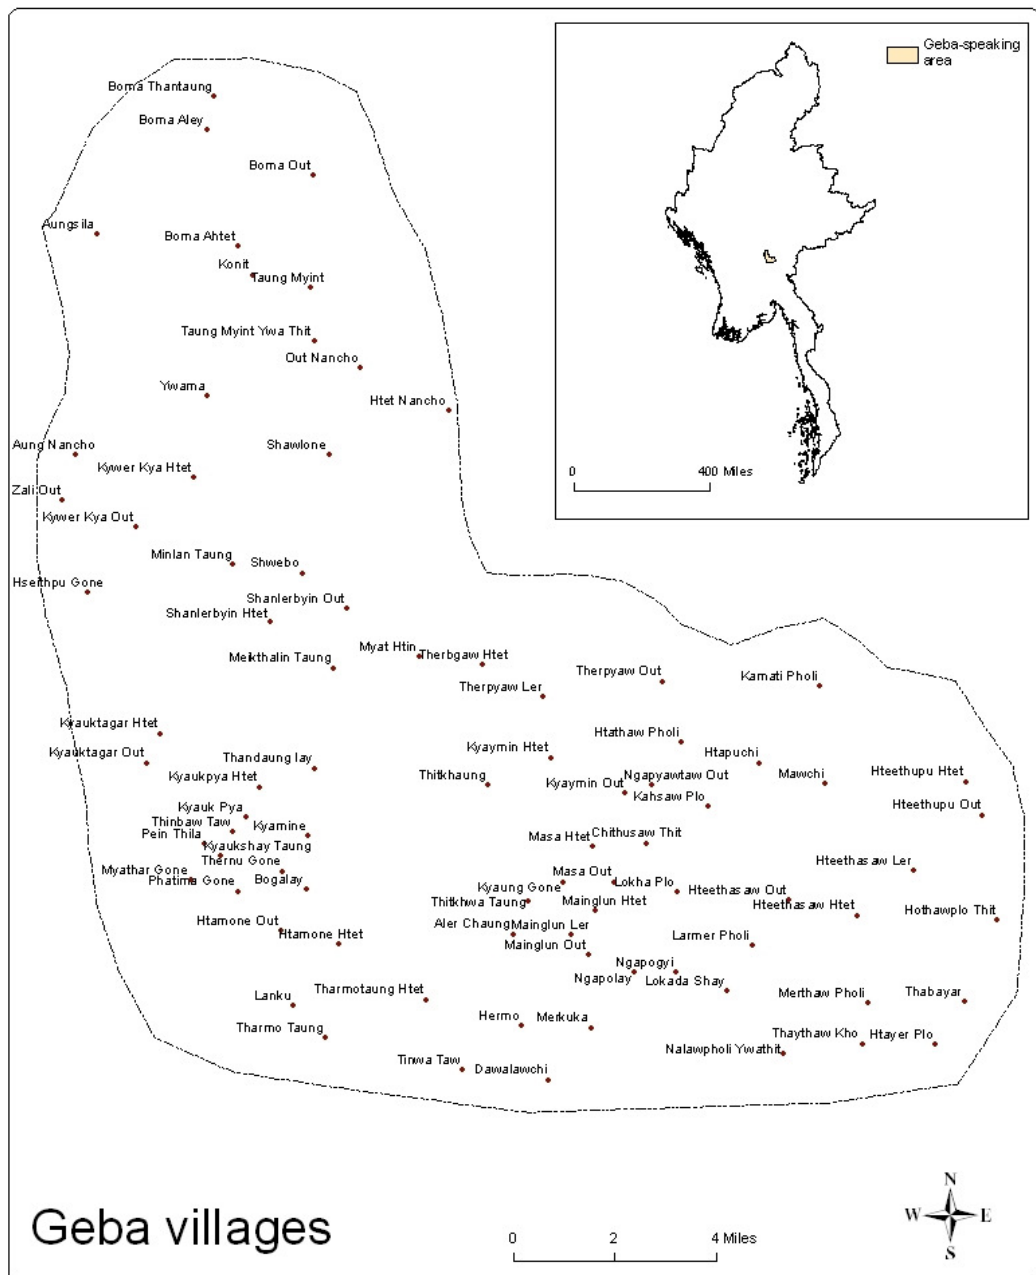 Geba-speaking
area
0
400 Miles
Boma Thantaung
Boma Aley
Boma Out
Aungsila
Boma Ahtet
Konit
Taung Myint
Taung Myint Ywa Thit
Out Nancho
Ywama
Htet Nancho
Aung Nancho
Shawlone
Kywer Kya Htet
Zali Out
Kywer Kya Out
Minlan Taung
Shwebo
Hseithpu Gone
Shanlerbyin Out
Shanlerbyin Htet
Myat Htin
Therbgaw Htet
Meikthalin Taung
Therpyaw Out
Kamati Pholi
Therpyaw Ler
Kyauktagar Htet
Htathaw Pholi
Kyauktagar Out
Thandaung lay
Kyaymin Htet
Htapuchi
Kyaukpya Htet
Thitkhaung
Kyaymin Out
Ngapyawtaw Out
Mawchi
Hteethupu Htet
Kahsaw Plo
Hteethupu Out
Kyauk Pya
Thinbaw Taw
Kyamine
Pein Thila
Kyaukshay Taung
Masa Htet
Chithusaw Thit
Thernu Gone
Hteethasaw Ler
Myathar Gone
Phatima Gone
Bogalay
Masa Out
Kyaung Gone
Lokha Plo
Hteethasaw Out
Thitkhwa Taung
Mainglun Htet
Hteethasaw Htet
Hothawplo Thit
Htamone Out
Htamone Htet
Aler Chaung
Mainglun Ler
Mainglun Out
Larmer Pholi
Ngapogyi
Ngapolay
Lokada Shay
Lanku
Tharmotaung Htet
Merthaw Pholi
Thabayar
Hermo
Merkuka
Tharmo Taung
Thaythaw Kho
Htayer Plo
Nalawpholi Ywathit
Tinwa Taw
Dawalawchi
Geba villages
0
2
4 Miles
N
W
E
S